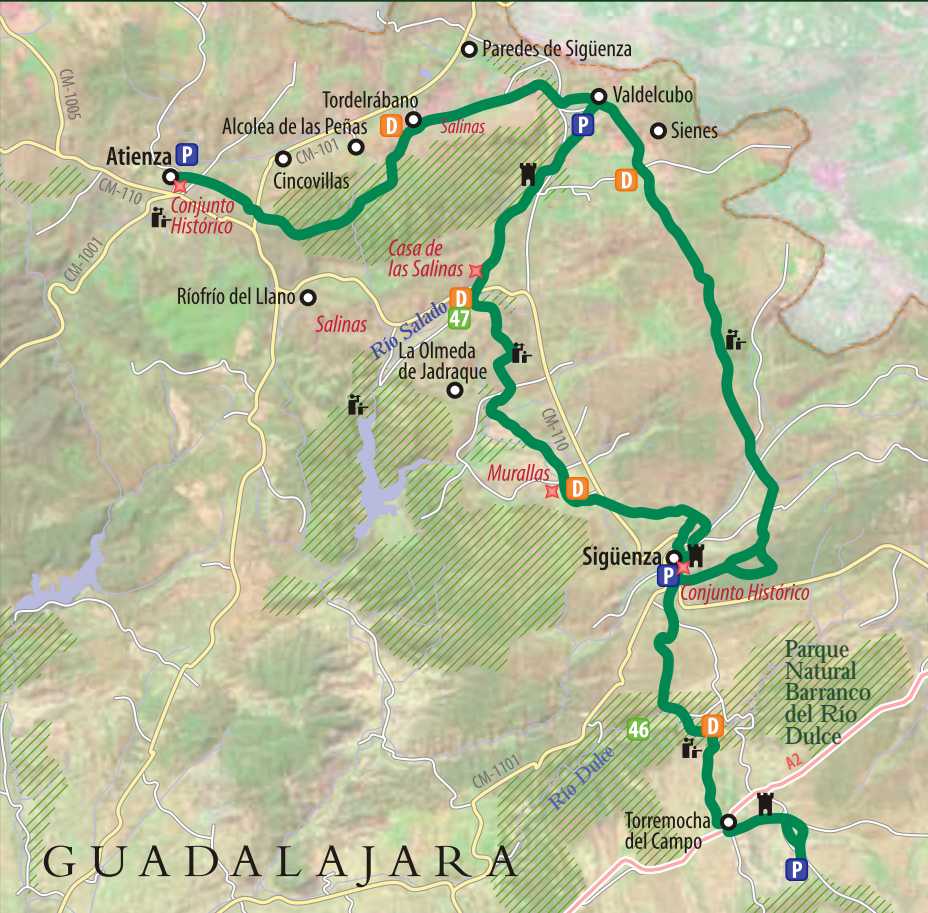 Paredes de Sigüenza
CM-1005
Valdelcubo
Tordelrábano
D
Salinas
Alcolea de las Peñas
P
Sienes
CM-101
Atienza
P
Cincovillas
D
CM-110
Conjunto
Histórico
CM-1001
Casa de
las Salinas
Ríofrío del Llano
D
47
Salinas
Río Salado
La Olmeda
de Jadraque
CM-110
Murallas
D
Sigüenza
P
Conjunto Histórico
Parque
Natural
Barranco
del Río
Dulce
46
D
A2
CM-1101
Río Dulce
Torremocha
del Campo
GUADALAJARA
P